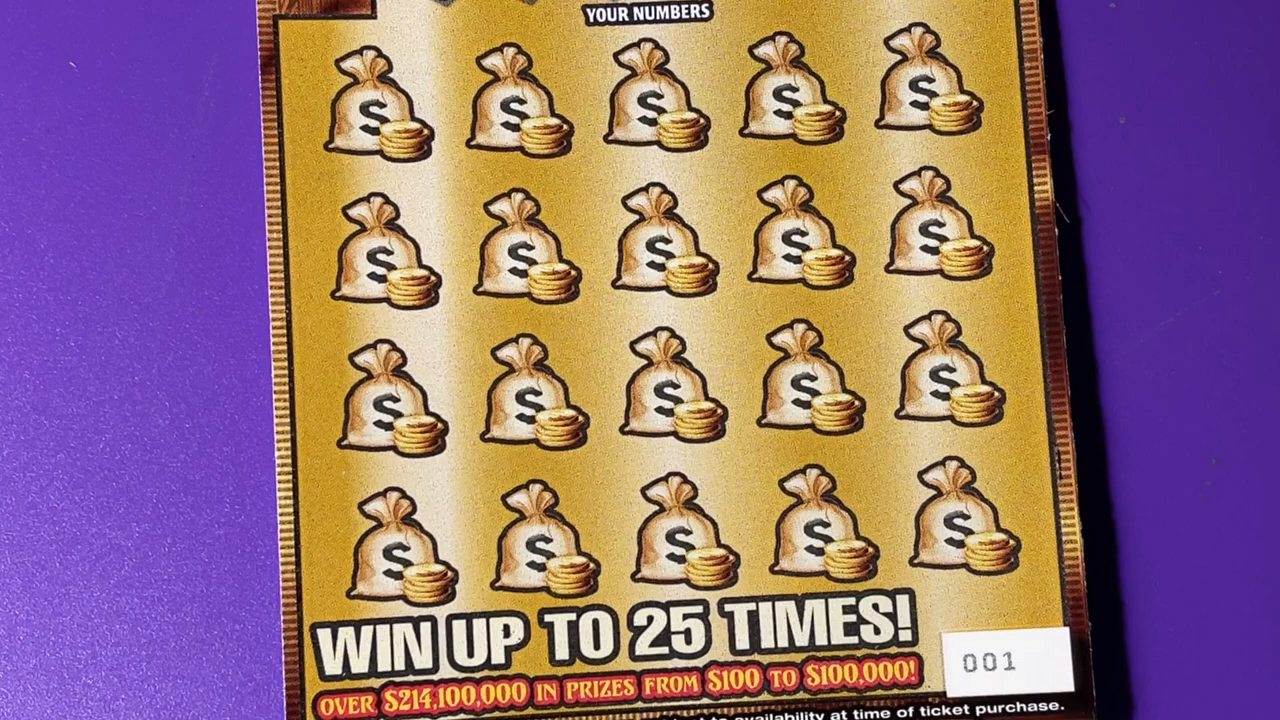 YOUR NUMBERS
$ $ $ $ $
$ $ $ $ $
$ $ $ $ $
$ $ $ $ $
WIN UP TO 25 TIMES!
001
OVER $214,100,000 IN PRIZES FROM $100 TO $100,000!
to availability at time of ticket purchase.